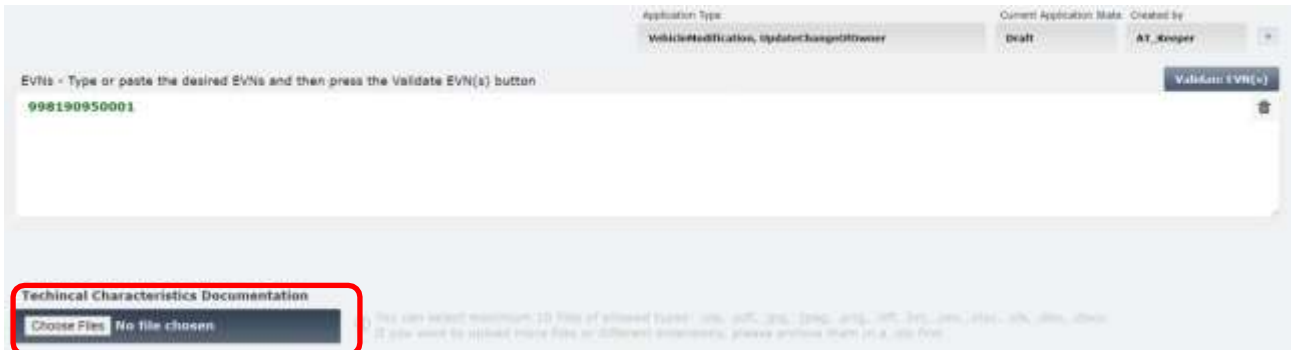 Application Type
Current Application State
Created by
VehicleModification, UpdateChangeOfOwner
Draft
AT_Keeper
EVNs - Type or paste the desired EVNs and then press the Validate EVN(s) button
Validate EVN(s)
998190950001
Techincal Characteristics Documentation
Choose Files No file chosen
You can select maximum 10 files of allowed types:
If you want to upload more files or different extensions, please archive them in a .zip first